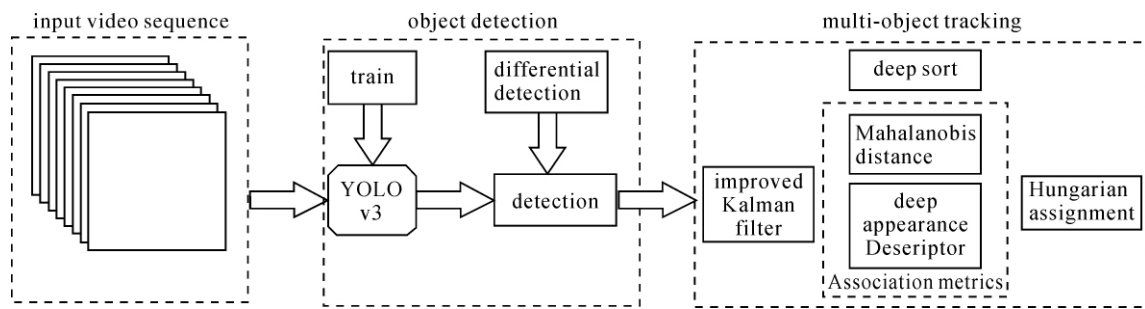 input video sequence
object detection
multi-object tracking
train
differential
detection
deep sort
YOLO
v3
detection
improved
Kalman
filter
Mahalanobis
distance
deep
appearance
Deseriptor
Association metrics
Hungarian
assignment